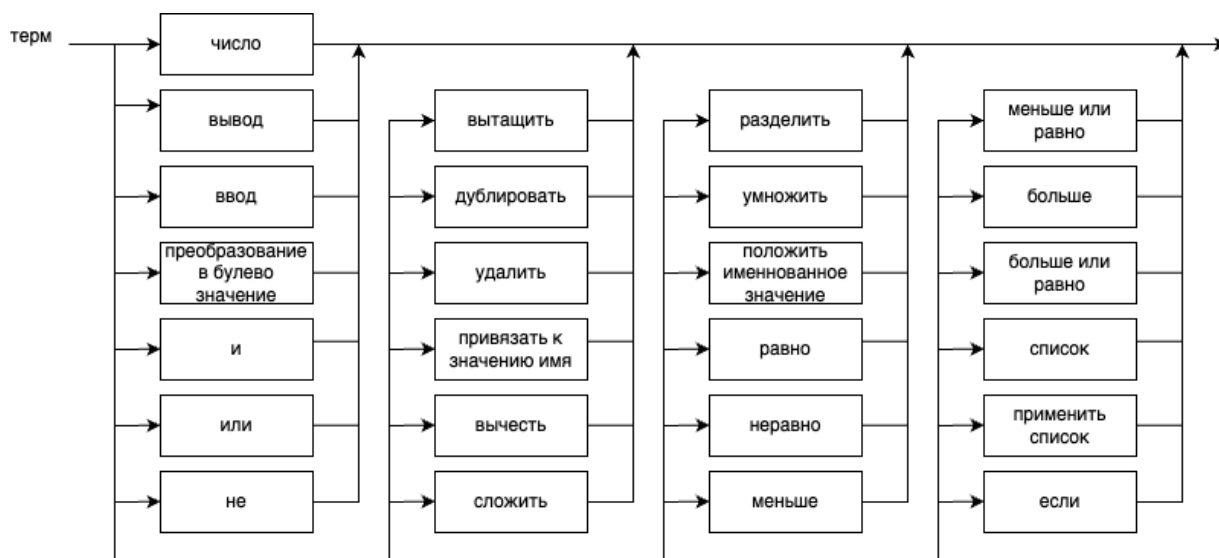 терм
число
вывод
ввод
преобразование
в булево
значение
и
или
не
вытащить
дублировать
удалить
привязать к
значению имя
вычесть
сложить
разделить
умножить
положить
именнованное
значение
равно
неравно
меньше
меньше или
равно
больше
больше или
равно
список
применить
список
если